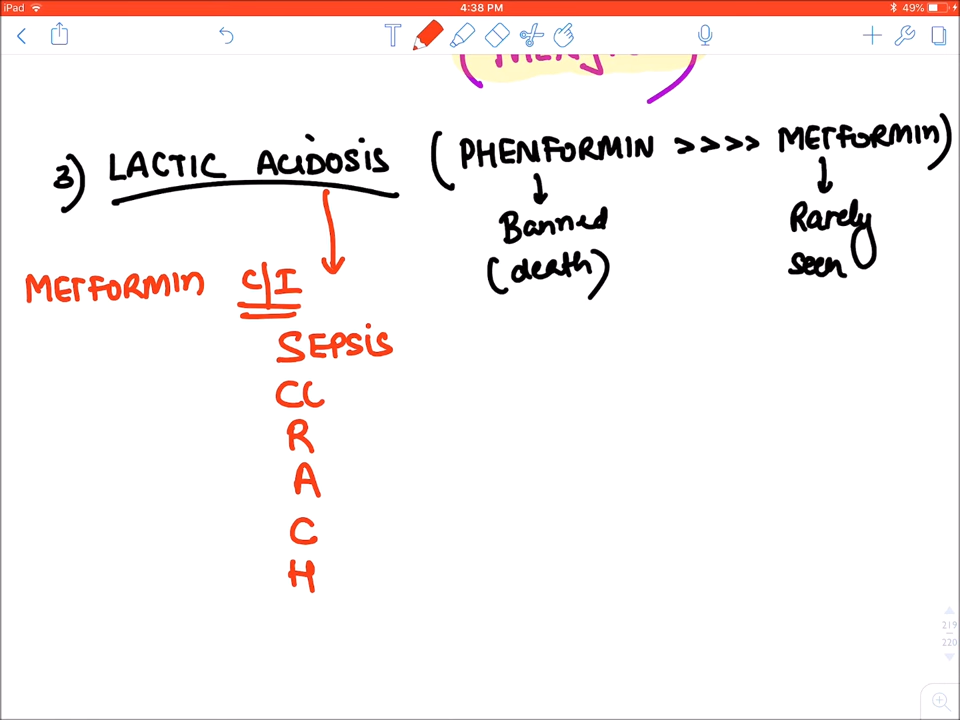 iPad 4:38 PM 49%
T
3) LACTIC ACIDOSIS (PHENFORMIN >>>> METFORMIN)
Banned Rarely
(death) seen
METFORMIN C/I
SEPSIS
CC
R
A
C
H
219
220